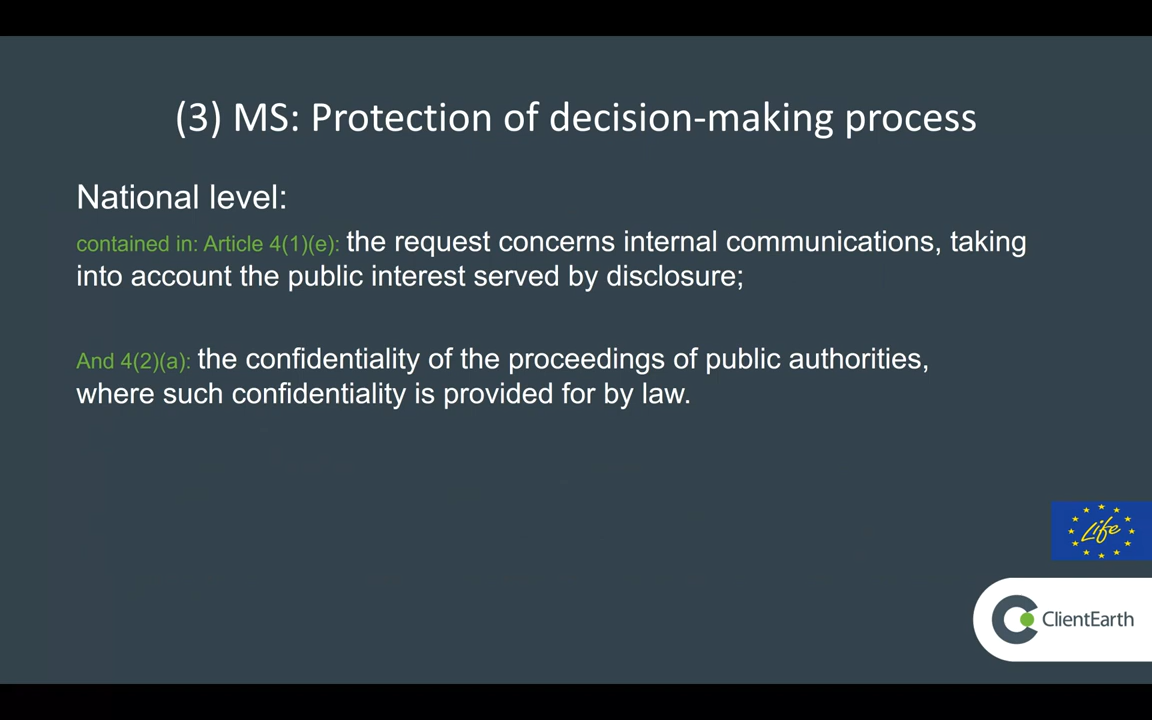 (3) MS: Protection of decision-making process
National level:
contained in: Article 4(1)(e): the request concerns internal communications, taking
into account the public interest served by disclosure;
And 4(2)(a): the confidentiality of the proceedings of public authorities,
where such confidentiality is provided for by law.
Life
ClientEarth